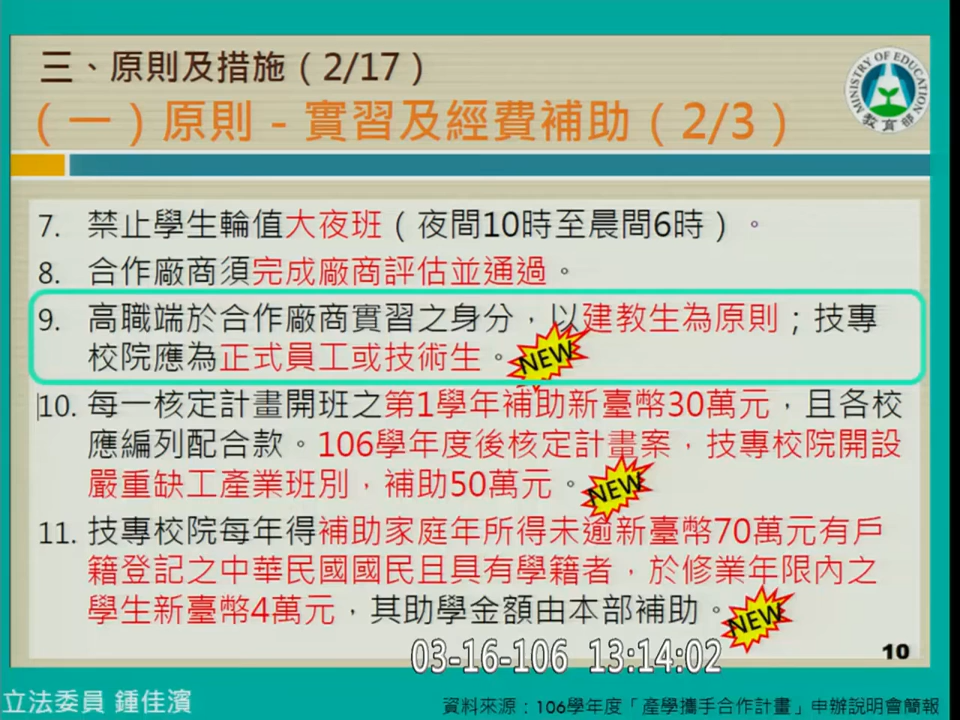 三、原則及措施（2/17）
（一）原則－實習及經費補助（2/3）
MINISTRY OF EDUCATION
教育部
7. 禁止學生輪值大夜班（夜間10時至晨間6時）。
8. 合作廠商須完成廠商評估並通過。
9. 高職端於合作廠商實習之身分，以建教生為原則；技專
校院應為正式員工或技術生。
NEW
10. 每一核定計畫開班之第1學年補助新臺幣30萬元，且各校
應編列配合款。106學年度後核定計畫案，技專校院開設
嚴重缺工產業班別，補助50萬元。
NEW
11. 技專校院每年得補助家庭年所得未逾新臺幣70萬元有戶
籍登記之中華民國國民且具有學籍者，於修業年限內之
學生新臺幣4萬元，其助學金額由本部補助。
NEW
03-16-106 13:14:02
10
立法委員 鍾佳濱
資料來源：106學年度「產學攜手合作計畫」申辦說明會簡報